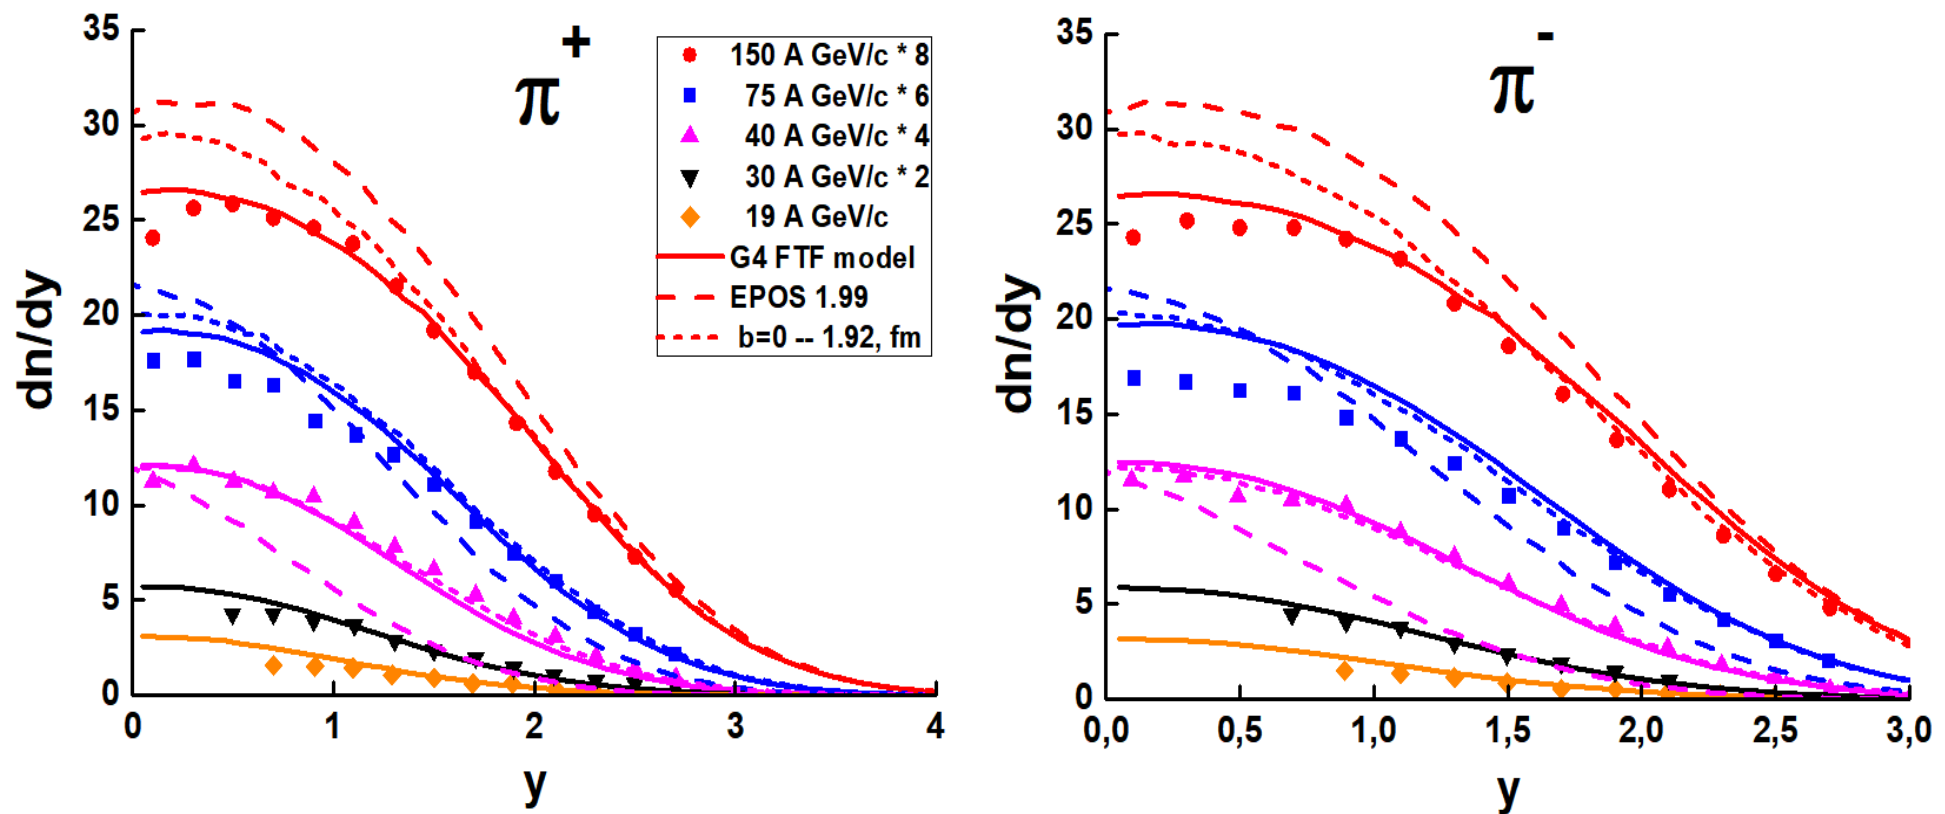 π+
150 A GeV/c * 8
75 A GeV/c * 6
40 A GeV/c * 4
30 A GeV/c * 2
19 A GeV/c
G4 FTF model
EPOS 1.99
b=0 -- 1.92, fm
35
30
25
20
15
10
5
0
dn/dy
0
1
2
3
4
y
π-
35
30
25
20
15
10
5
0
dn/dy
0,0
0,5
1,0
1,5
2,0
2,5
3,0
y